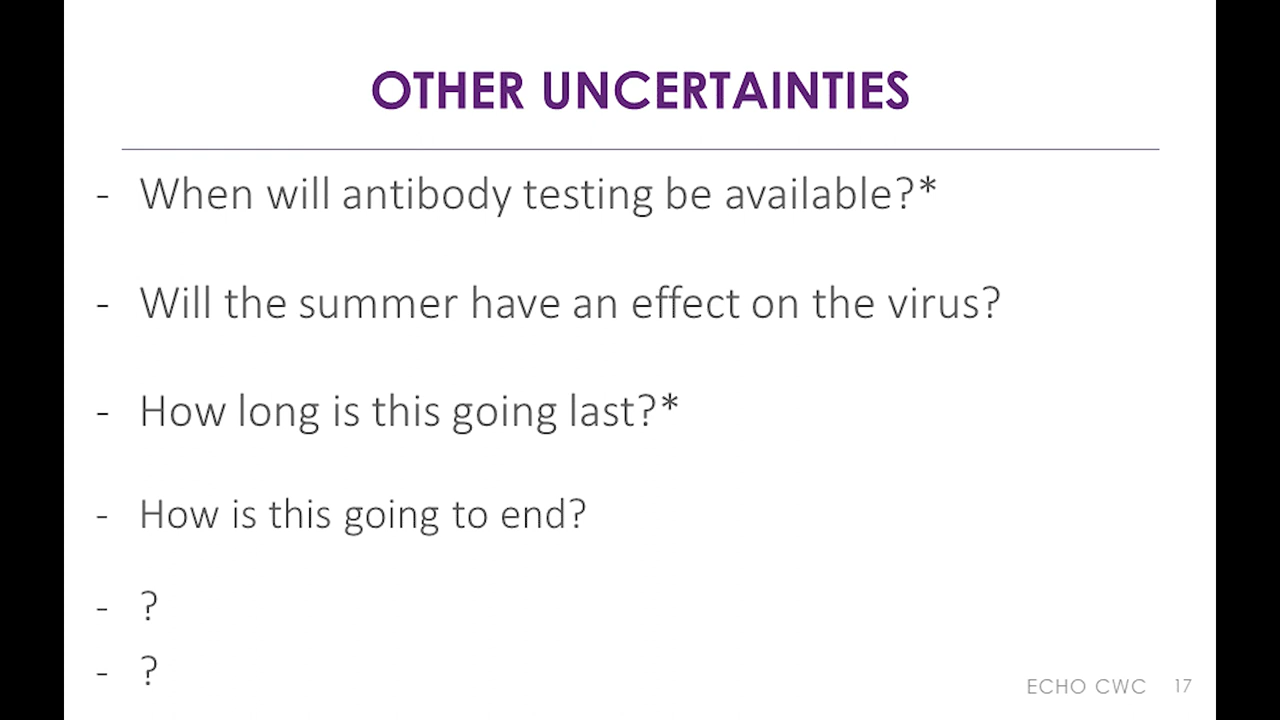 OTHER UNCERTAINTIES
- When will antibody testing be available?*
- Will the summer have an effect on the virus?
- How long is this going last?*
- How is this going to end?
- ?
- ?
ECHO CWC 17